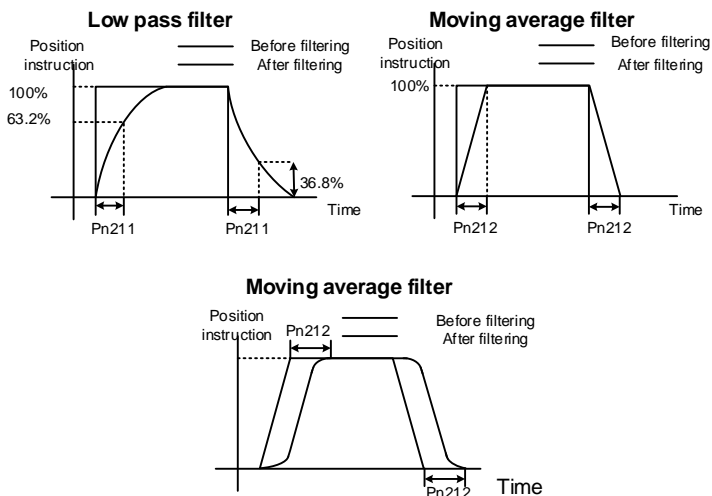 Low pass filter
Position
instruction
Before filtering
After filtering
100%
63.2%
36.8%
Time
Pn211
Pn211
Moving average filter
Position
instruction
Before filtering
After filtering
100%
Time
Pn212
Pn212
Moving average filter
Position
instruction
Pn212
Before filtering
After filtering
Pn212
Time